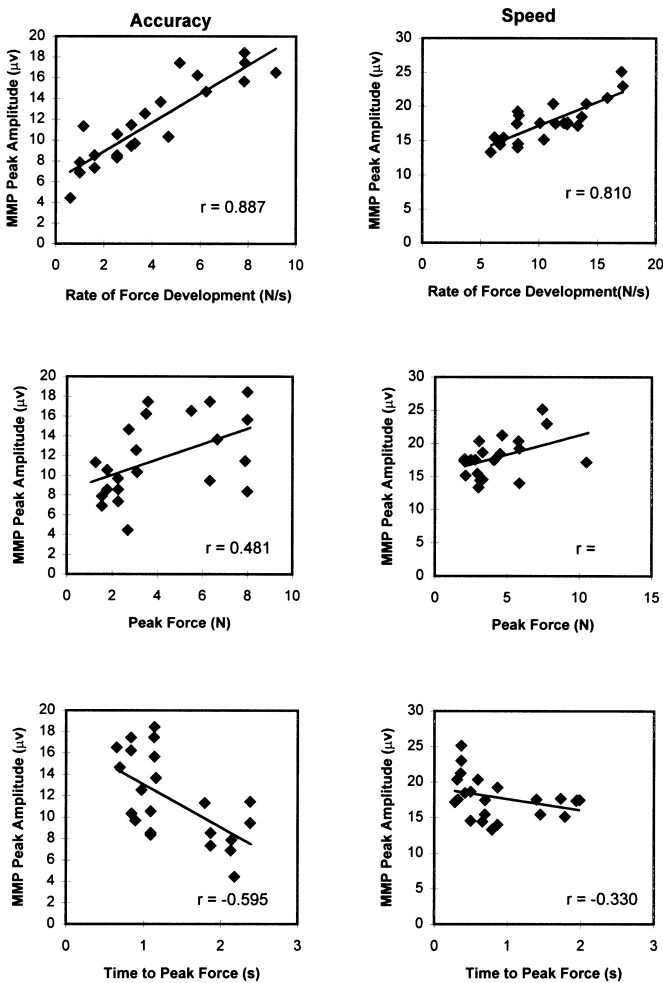 Accuracy
Speed
MMP Peak Amplitude (μv)
20
18
16
14
12
10
8
6
4
2
0
r = 0.887
0 2 4 6 8 10
Rate of Force Development (N/s)
MMP Peak Amplitude (μv)
30
25
20
15
10
5
0
r = 0.810
0 5 10 15 20
Rate of Force Development(N/s)
MMP Peak Amplitude (μv)
20
18
16
14
12
10
8
6
4
2
0
r = 0.481
0 2 4 6 8 10
Peak Force (N)
MMP Peak Amplitude (μv)
30
25
20
15
10
5
0
r =
0 5 10 15
Peak Force (N)
MMP Peak Amplitude (μv)
20
18
16
14
12
10
8
6
4
2
0
r = -0.595
0 1 2 3
Time to Peak Force (s)
MMP Peak Amplitude (μv)
30
25
20
15
10
5
0
r = -0.330
0 1 2 3
Time to Peak Force (s)